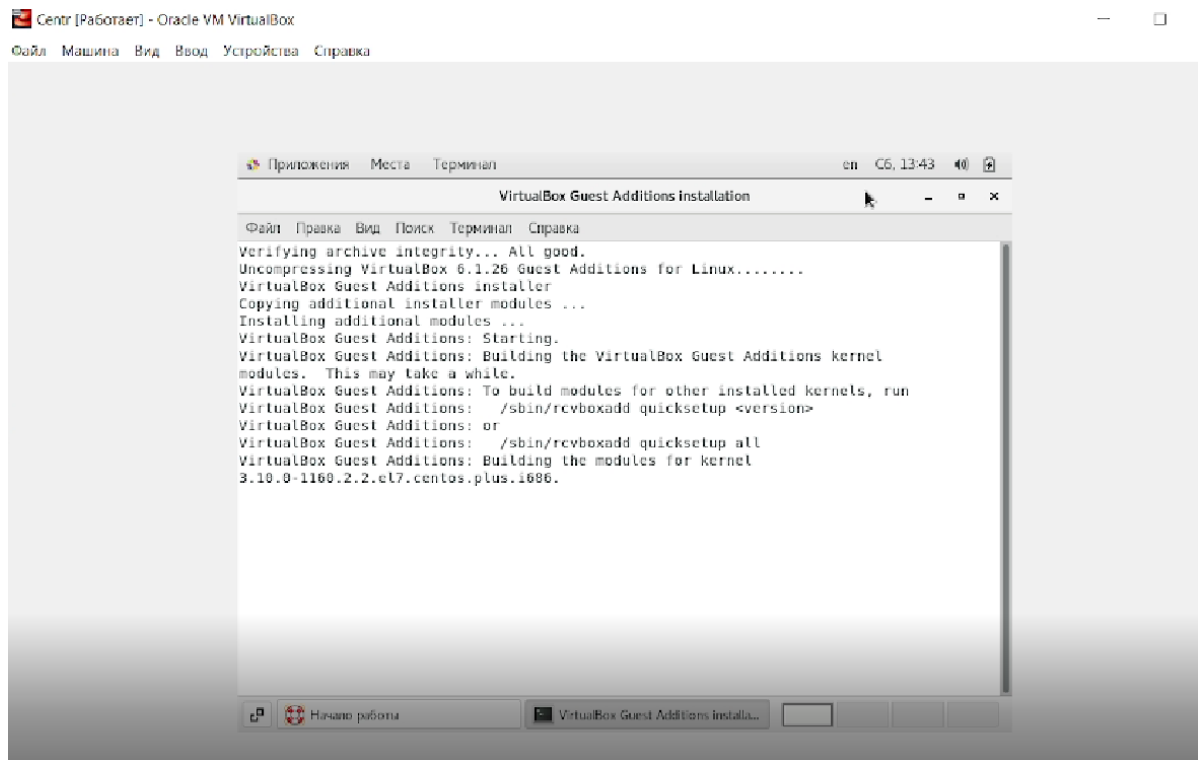 Centr [Работает] - Oracle VM VirtualBox
Файл Машина Вид Ввод Устройства Справка
Приложения Места Терминал en Сб, 13:43
VirtualBox Guest Additions installation
Файл Правка Вид Поиск Терминал Справка
Verifying archive integrity... All good.
Uncompressing VirtualBox 6.1.26 Guest Additions for Linux........
VirtualBox Guest Additions installer
Copying additional installer modules ...
Installing additional modules ...
VirtualBox Guest Additions: Starting.
VirtualBox Guest Additions: Building the VirtualBox Guest Additions kernel
modules. This may take a while.
VirtualBox Guest Additions: To build modules for other installed kernels, run
VirtualBox Guest Additions: /sbin/rcvboxadd quicksetup <version>
VirtualBox Guest Additions: or
VirtualBox Guest Additions: /sbin/rcvboxadd quicksetup all
VirtualBox Guest Additions: Building the modules for kernel
3.10.0-1160.2.2.el7.centos.plus.i686.
Начало работы VirtualBox Guest Additions installa...